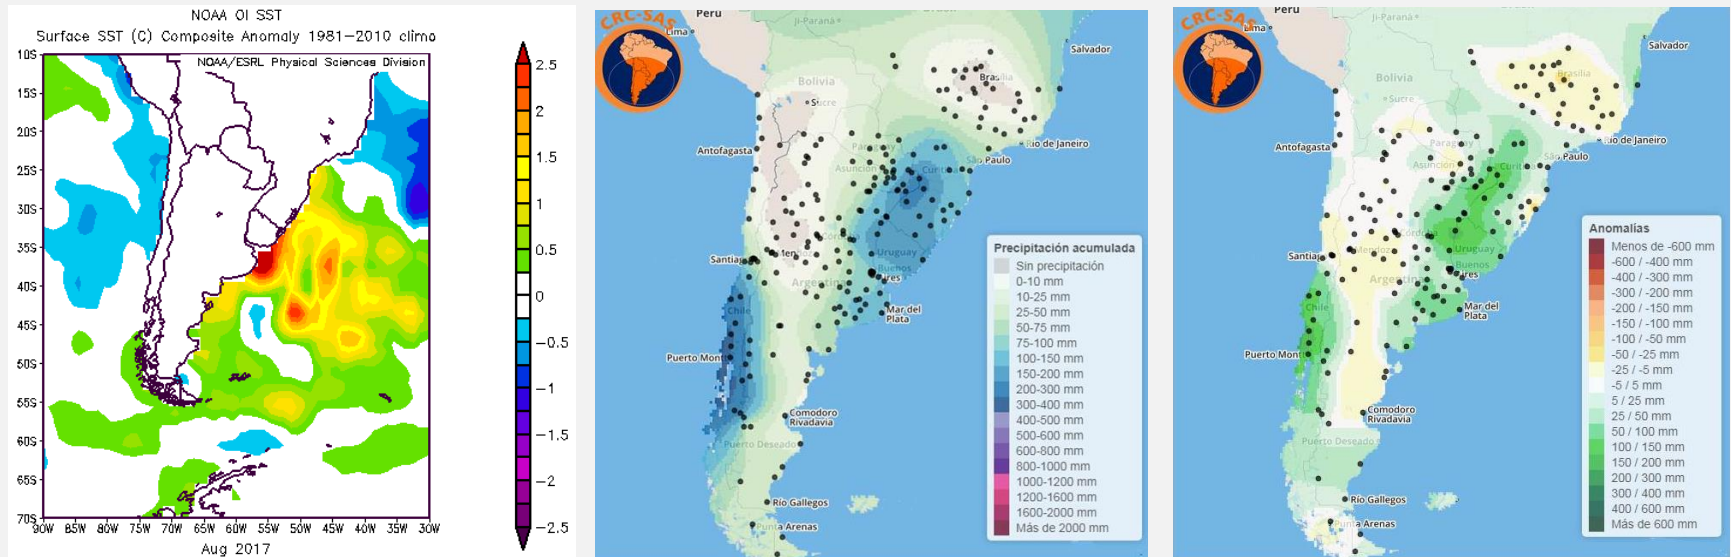 NOAA OI SST
Surface SST (C) Composite Anomaly 1981–2010 climo
NOAA/ESRL Physical Sciences Division
10S
15S
20S
25S
30S
35S
40S
45S
50S
55S
60S
65S
70S
90W 85W 80W 75W 70W 65W 60W 55W 50W 45W 40W 35W 30W
Aug 2017
2.5
2
1.5
1
0.5
0
−0.5
−1
−1.5
−2
−2.5
CRC-SAS
Peru
Lima
Ji-Paraná
Salvador
Bolivia
Brasilia
Sucre
Antofagasta
Paraguay
Rio de Janeiro
São Paulo
Asunción
Curitiba
Córdoba
Uruguay
Santiago
Mendoza
Buenos
Aires
Argentina
Chile
Mar del
Plata
Puerto Montt
Comodoro
Rivadavia
Puerto Deseado
Río Gallegos
Punta Arenas
Precipitación acumulada
Sin precipitación
0-10 mm
10-25 mm
25-50 mm
50-75 mm
75-100 mm
100-150 mm
150-200 mm
200-300 mm
300-400 mm
400-500 mm
500-600 mm
600-800 mm
800-1000 mm
1000-1200 mm
1200-1600 mm
1600-2000 mm
Más de 2000 mm
CRC-SAS
Peru
Lima
Ji-Paraná
Salvador
Bolivia
Brasilia
Sucre
Antofagasta
Paraguay
Rio de Janeiro
São Paulo
Asunción
Curitiba
Córdoba
Uruguay
Santiago
Mendoza
Buenos
Aires
Argentina
Chile
Mar del
Plata
Puerto Montt
Comodoro
Rivadavia
Puerto Deseado
Río Gallegos
Punta Arenas
Anomalías
Menos de -600 mm
-600 / -400 mm
-400 / -300 mm
-300 / -200 mm
-200 / -150 mm
-150 / -100 mm
-100 / -50 mm
-50 / -25 mm
-25 / -5 mm
-5 / 5 mm
5 / 25 mm
25 / 50 mm
50 / 100 mm
100 / 150 mm
150 / 200 mm
200 / 300 mm
300 / 400 mm
400 / 600 mm
Más de 600 mm